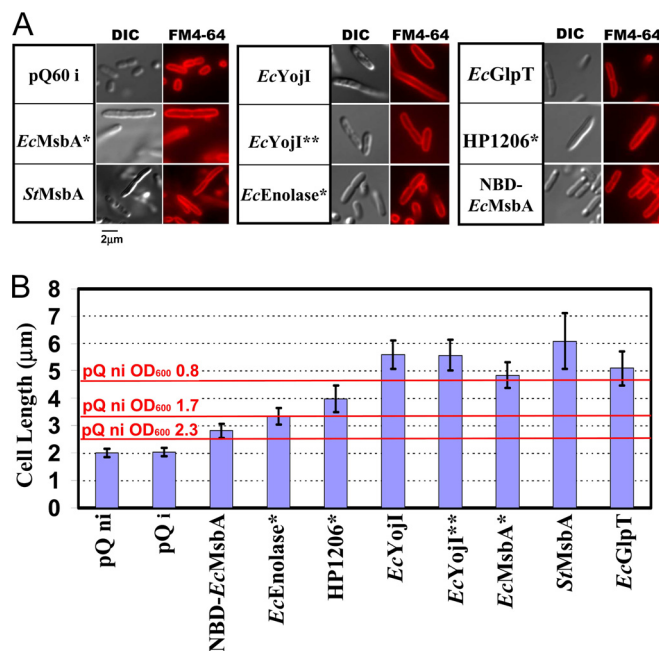 A
DIC FM4-64
pQ60 i
EcMsbA*
StMsbA
2µm
DIC FM4-64
EcYojI
EcYojI**
EcEnolase*
DIC FM4-64
EcGlpT
HP1206*
NBD-
EcMsbA
B
Cell Length (µm)
8
7
6
5
4
3
2
1
0
pQ ni OD600 0.8
pQ ni OD600 1.7
pQ ni OD600 2.3
pQ ni
pQ i
NBD-EcMsbA
EcEnolase*
HP1206*
EcYojI
EcYojI**
EcMsbA*
StMsbA
EcGlpT